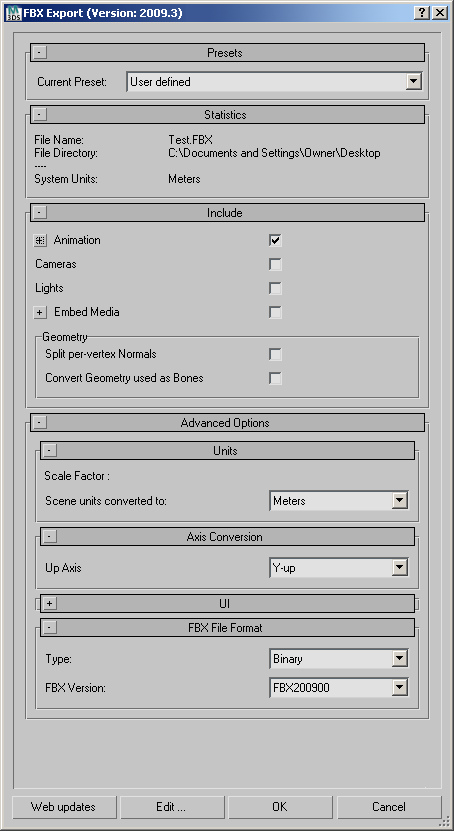 FBX Export (Version: 2009.3)
- Presets
Current Preset: User defined
- Statistics
File Name: Test.FBX
File Directory: C:\Documents and Settings\Owner\Desktop
----
System Units: Meters
- Include
+ Animation
Cameras
Lights
+ Embed Media
Geometry
Split per-vertex Normals
Convert Geometry used as Bones
- Advanced Options
- Units
Scale Factor :
Scene units converted to: Meters
- Axis Conversion
Up Axis Y-up
+ UI
- FBX File Format
Type: Binary
FBX Version: FBX200900
Web updates Edit ... OK Cancel